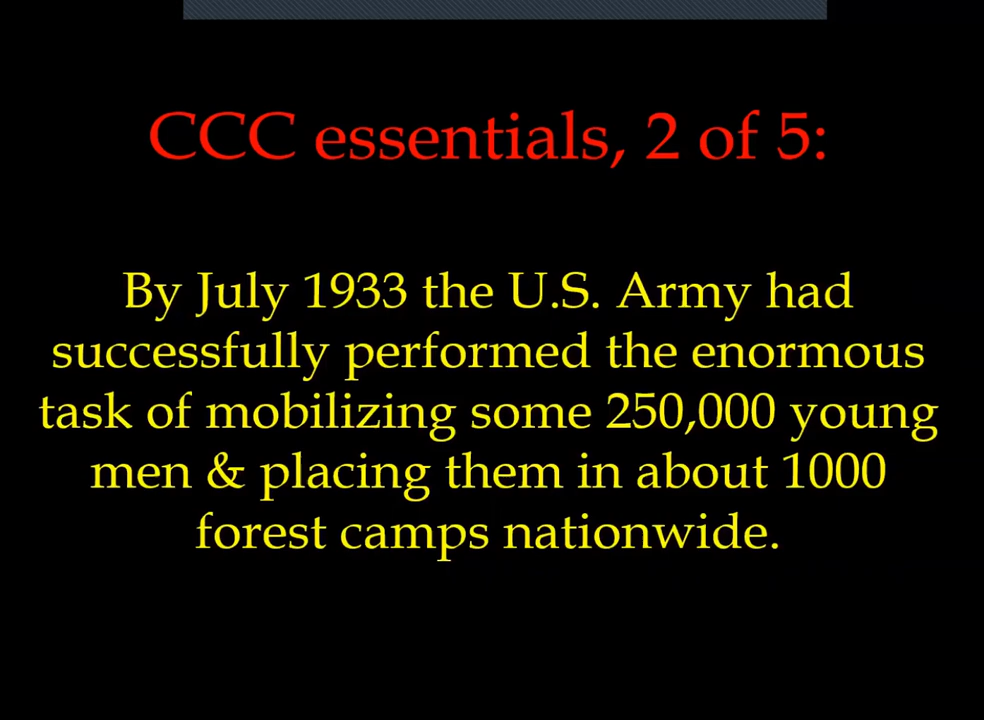 CCC essentials, 2 of 5:
By July 1933 the U.S. Army had
successfully performed the enormous
task of mobilizing some 250,000 young
men & placing them in about 1000
forest camps nationwide.